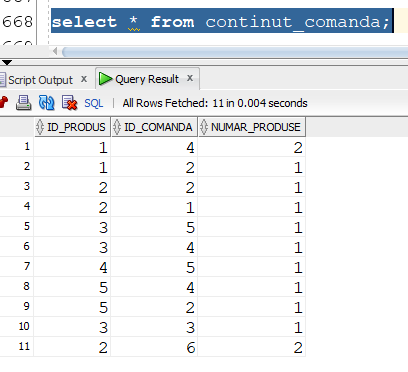 667
668 select * from continut_comanda;
669
Script Output x Query Result x
SQL | All Rows Fetched: 11 in 0.004 seconds
ID_PRODUS ID_COMANDA NUMAR_PRODUSE
1 1 4 2
2 1 2 1
3 2 2 1
4 2 1 1
5 3 5 1
6 3 4 1
7 4 5 1
8 5 4 1
9 5 2 1
10 3 3 1
11 2 6 2